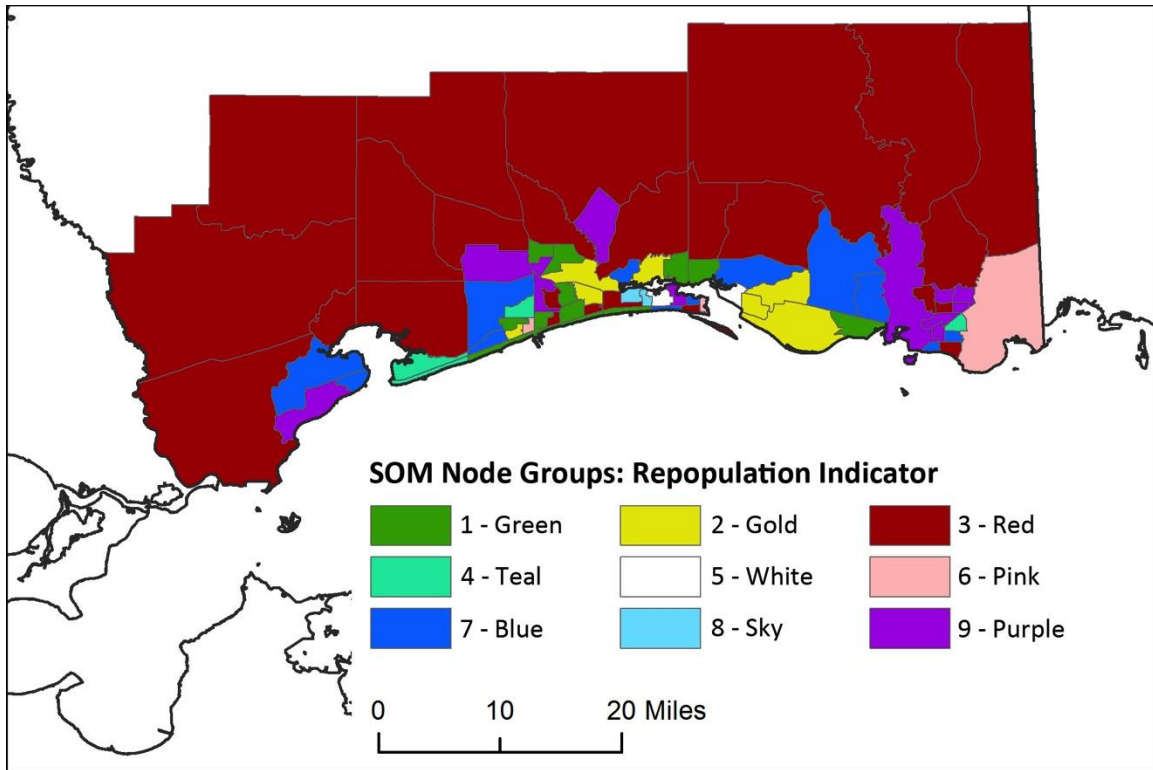 SOM Node Groups: Repopulation Indicator
1 - Green 2 - Gold 3 - Red
4 - Teal 5 - White 6 - Pink
7 - Blue 8 - Sky 9 - Purple
0 10 20 Miles